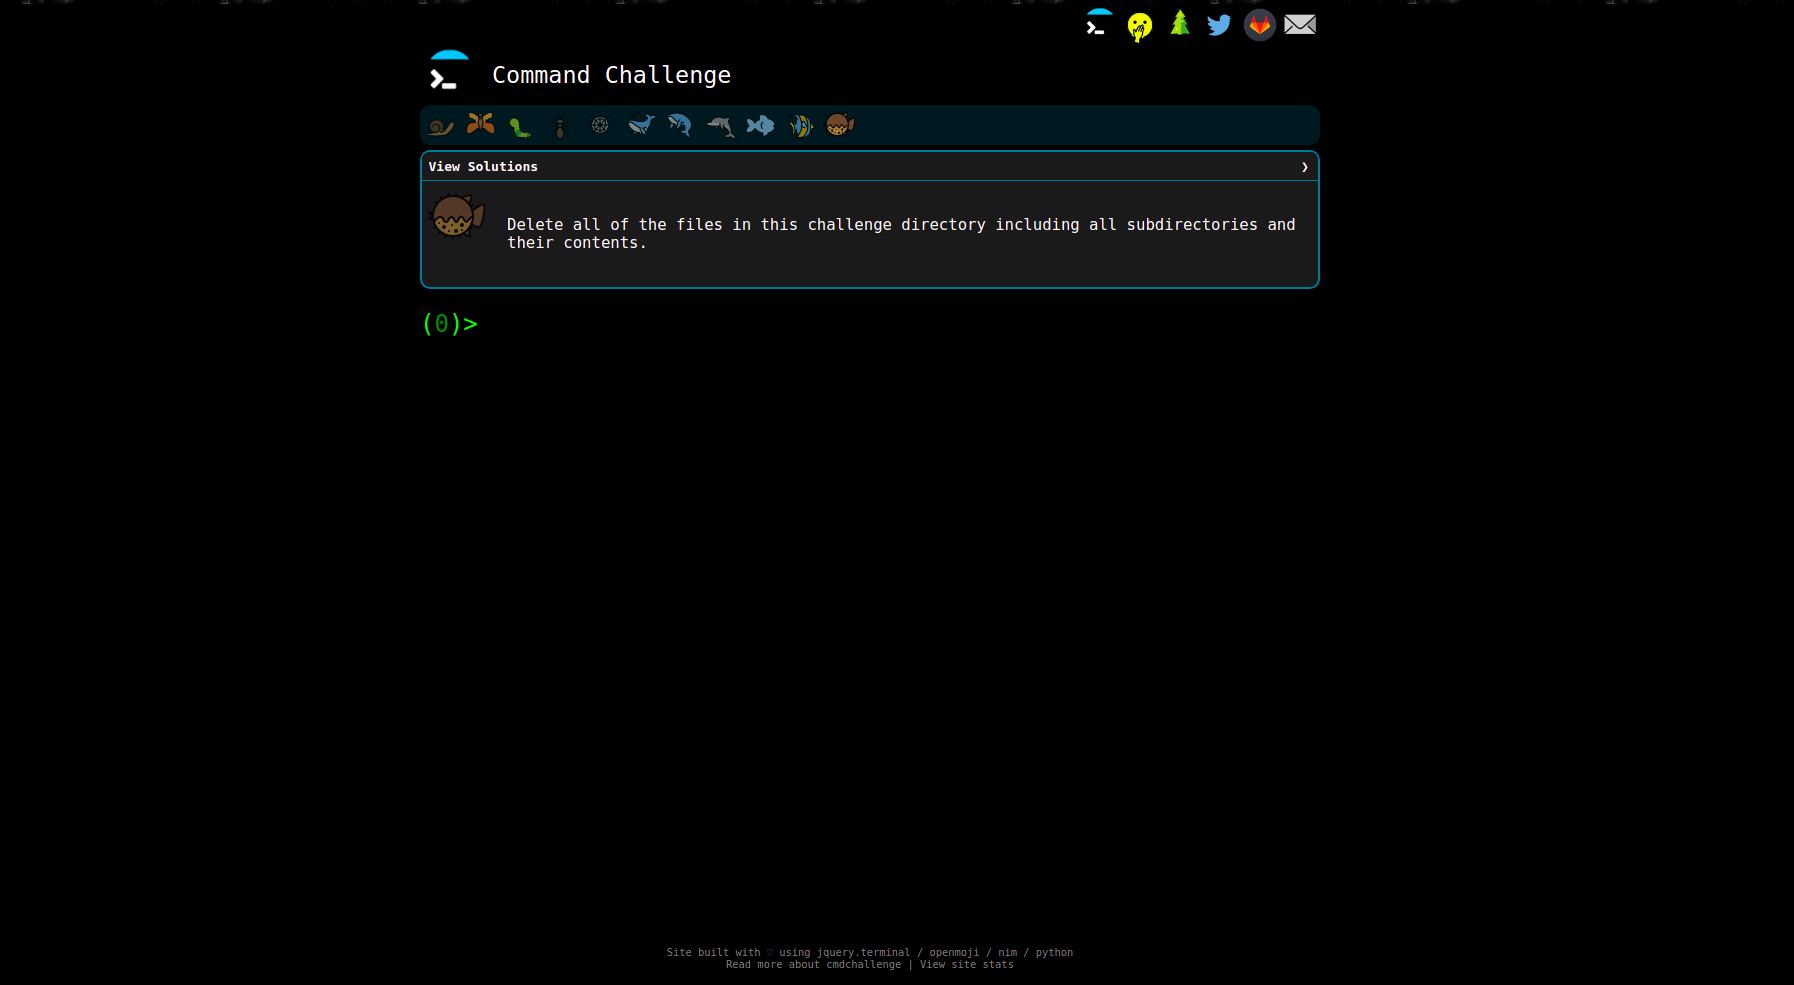 Command Challenge
View Solutions ❯
Delete all of the files in this challenge directory including all subdirectories and
their contents.
(0)>
Site built with ♡ using jquery.terminal / openmoji / nim / python
Read more about cmdchallenge | View site stats